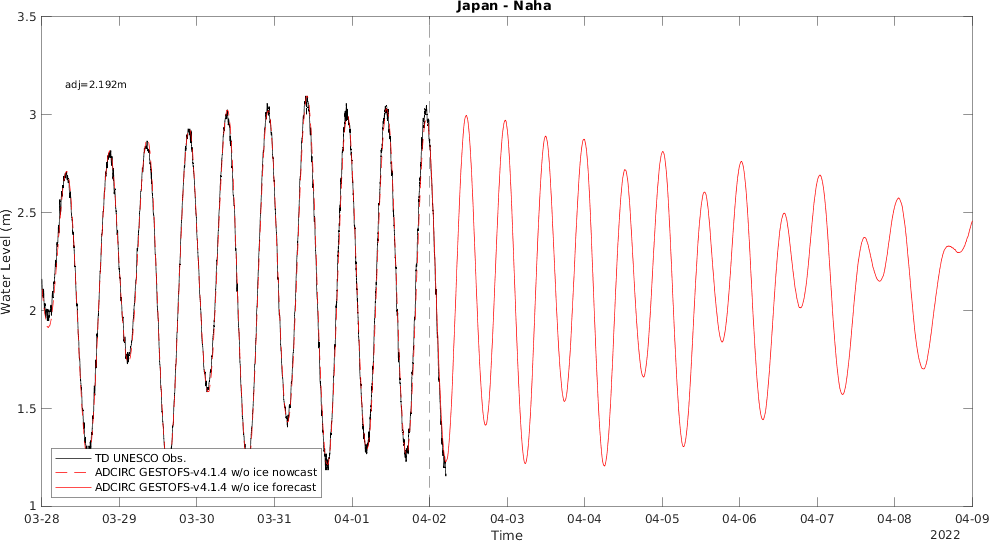 Japan - Naha
3.5
adj=2.192m
3
2.5
Water Level (m)
2
1.5
TD UNESCO Obs.
ADCIRC GESTOFS-v4.1.4 w/o ice nowcast
ADCIRC GESTOFS-v4.1.4 w/o ice forecast
1
03-28 03-29 03-30 03-31 04-01 04-02 04-03 04-04 04-05 04-06 04-07 04-08 04-09
Time
2022